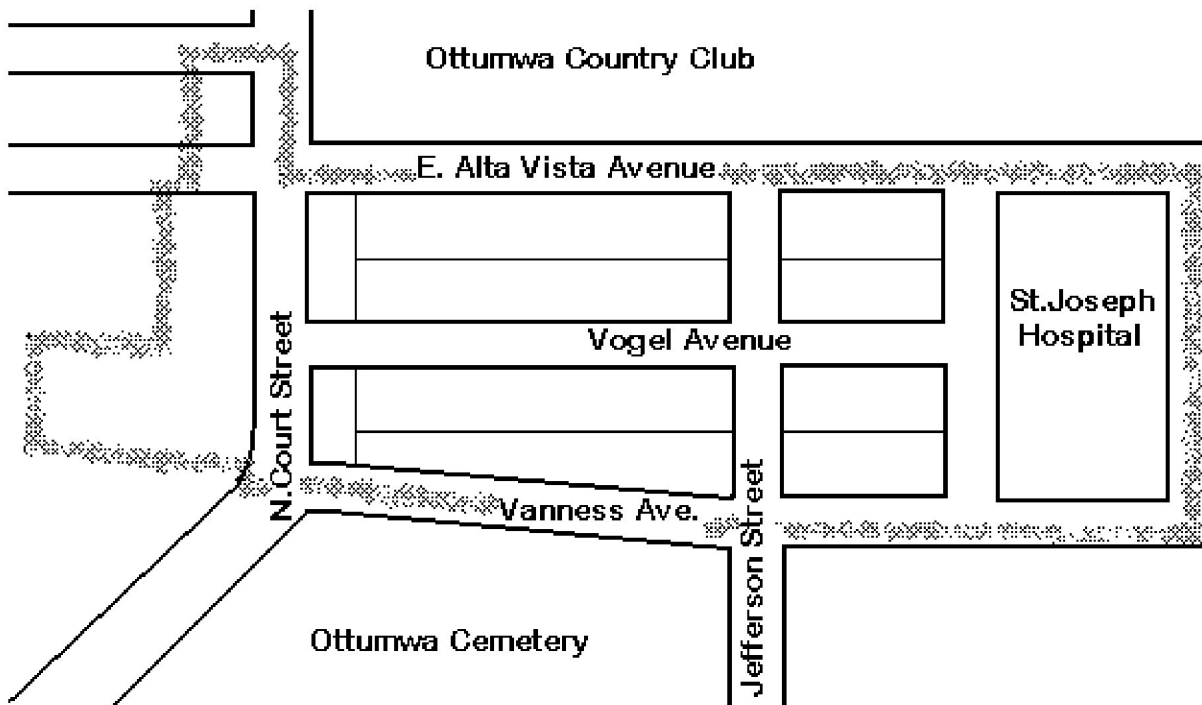 Ottumwa Country Club
E. Alta Vista Avenue
St.Joseph
Hospital
Vogel Avenue
N.Court Street
Vanness Ave.
Jefferson Street
Ottumwa Cemetery